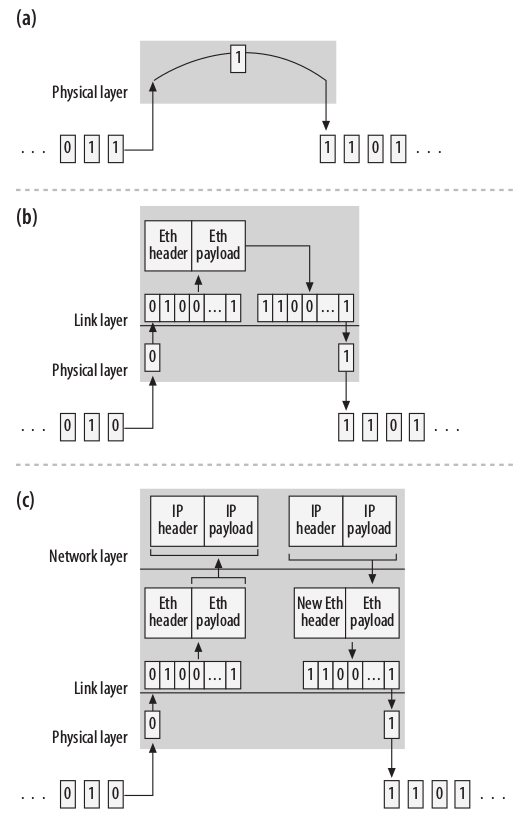 (a)
1
Physical layer
. . . 0 1 1
1 1 0 1 . . .
(b)
Eth header
Eth payload
0 1 0 0 ... 1
1 1 0 0 ... 1
Link layer
Physical layer
0
1
. . . 0 1 0
1 1 0 1 . . .
(c)
IP header
IP payload
IP header
IP payload
Network layer
Eth header
Eth payload
New Eth header
Eth payload
0 1 0 0 ... 1
1 1 0 0 ... 1
Link layer
Physical layer
0
1
. . . 0 1 0
1 1 0 1 . . .